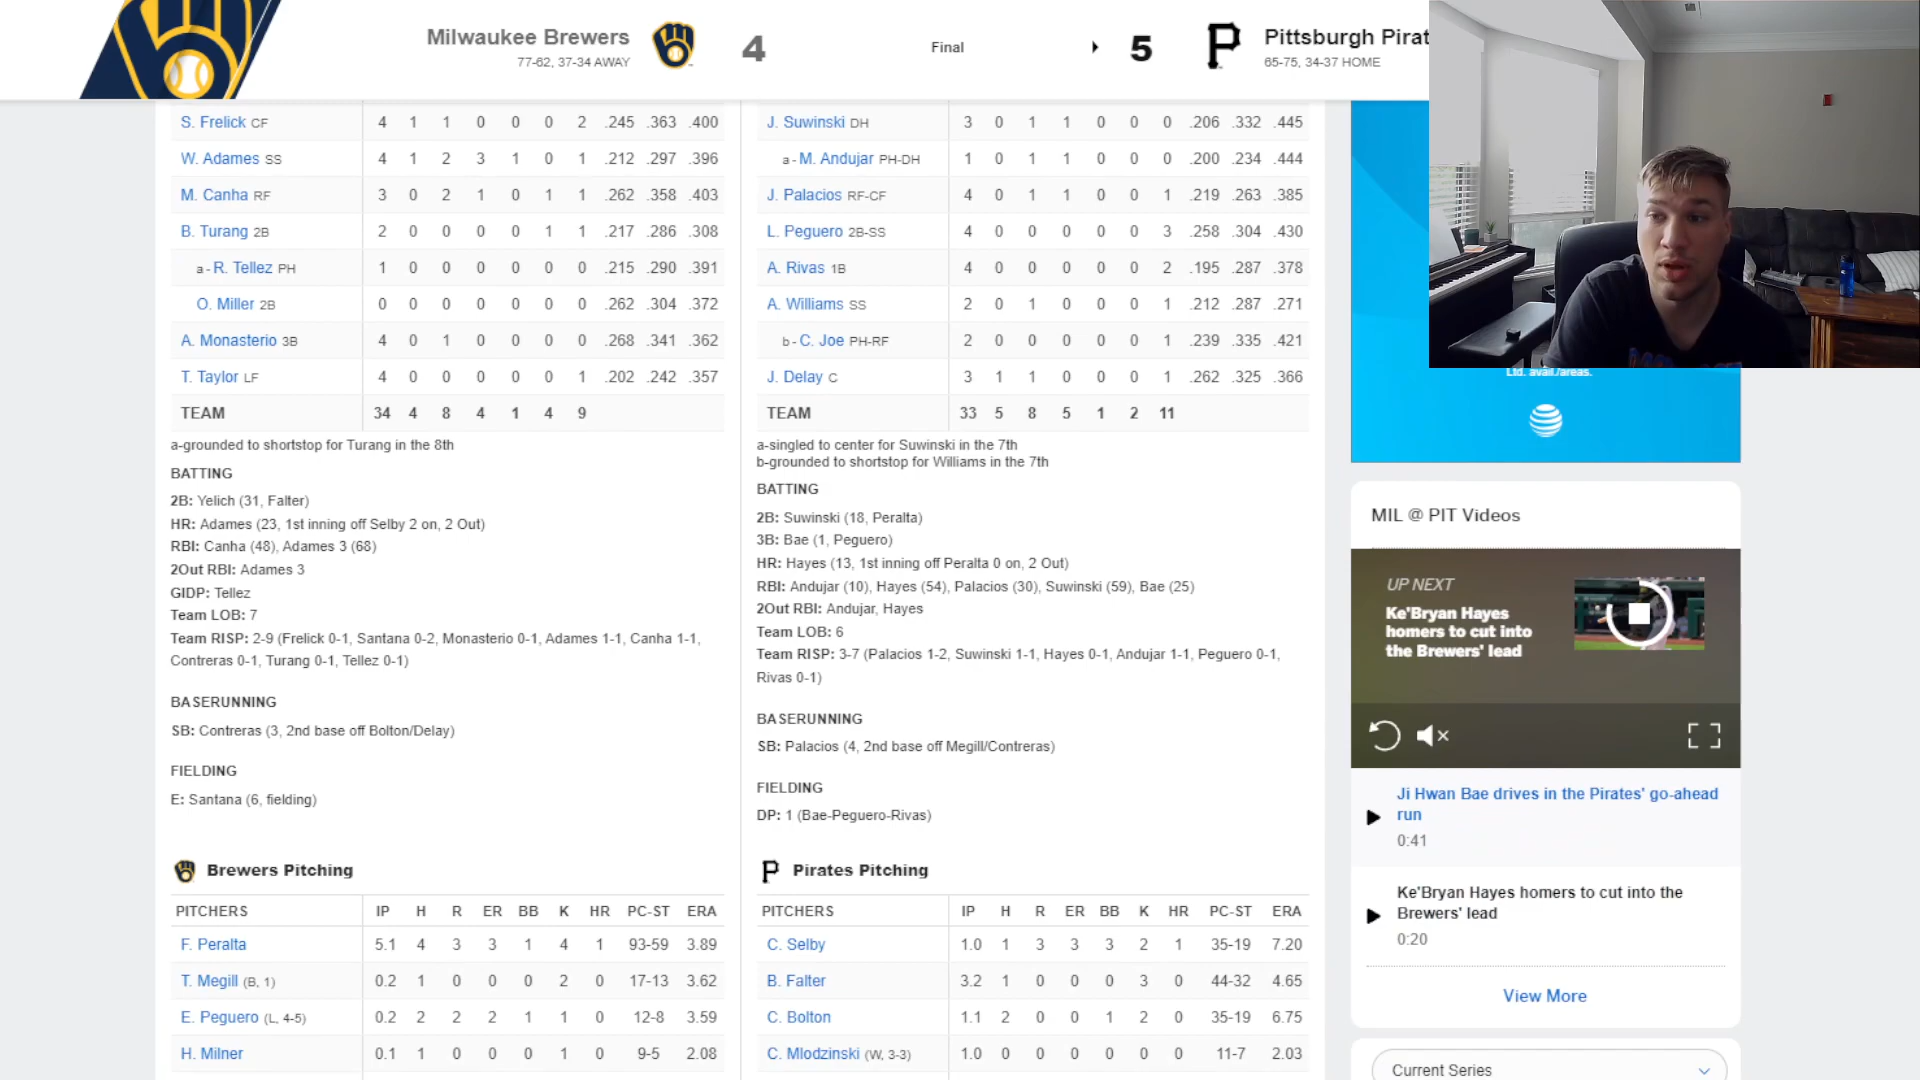 Milwaukee Brewers
77-62, 37-34 AWAY
4
Final
5
Pittsburgh Pirat
65-75, 34-37 HOME
S. Frelick CF 4 1 1 0 0 0 2 .245 .363 .400
W. Adames SS 4 1 2 3 1 0 1 .212 .297 .396
M. Canha RF 3 0 2 1 0 1 1 .262 .358 .403
B. Turang 2B 2 0 0 0 0 1 1 .217 .286 .308
a - R. Tellez PH 1 0 0 0 0 0 0 .215 .290 .391
O. Miller 2B 0 0 0 0 0 0 0 .262 .304 .372
A. Monasterio 3B 4 0 1 0 0 0 0 .268 .341 .362
T. Taylor LF 4 0 0 0 0 0 1 .202 .242 .357
TEAM 34 4 8 4 1 4 9
a-grounded to shortstop for Turang in the 8th
BATTING
2B: Yelich (31, Falter)
HR: Adames (23, 1st inning off Selby 2 on, 2 Out)
RBI: Canha (48), Adames 3 (68)
2Out RBI: Adames 3
GIDP: Tellez
Team LOB: 7
Team RISP: 2-9 (Frelick 0-1, Santana 0-2, Monasterio 0-1, Adames 1-1, Canha 1-1,
Contreras 0-1, Turang 0-1, Tellez 0-1)
BASERUNNING
SB: Contreras (3, 2nd base off Bolton/Delay)
FIELDING
E: Santana (6, fielding)
Brewers Pitching
PITCHERS IP H R ER BB K HR PC-ST ERA
F. Peralta 5.1 4 3 3 1 4 1 93-59 3.89
T. Megill (B, 1) 0.2 1 0 0 0 2 0 17-13 3.62
E. Peguero (L, 4-5) 0.2 2 2 2 1 1 0 12-8 3.59
H. Milner 0.1 1 0 0 0 1 0 9-5 2.08
J. Suwinski DH 3 0 1 1 0 0 0 .206 .332 .445
a - M. Andujar PH-DH 1 0 1 1 0 0 0 .200 .234 .444
J. Palacios RF-CF 4 0 1 1 0 0 1 .219 .263 .385
L. Peguero 2B-SS 4 0 0 0 0 0 3 .258 .304 .430
A. Rivas 1B 4 0 0 0 0 0 2 .195 .287 .378
A. Williams SS 2 0 1 0 0 0 1 .212 .287 .271
b - C. Joe PH-RF 2 0 0 0 0 0 1 .239 .335 .421
J. Delay C 3 1 1 0 0 0 1 .262 .325 .366
TEAM 33 5 8 5 1 2 11
a-singled to center for Suwinski in the 7th
b-grounded to shortstop for Williams in the 7th
BATTING
2B: Suwinski (18, Peralta)
3B: Bae (1, Peguero)
HR: Hayes (13, 1st inning off Peralta 0 on, 2 Out)
RBI: Andujar (10), Hayes (54), Palacios (30), Suwinski (59), Bae (25)
2Out RBI: Andujar, Hayes
Team LOB: 6
Team RISP: 3-7 (Palacios 1-2, Suwinski 1-1, Hayes 0-1, Andujar 1-1, Peguero 0-1,
Rivas 0-1)
BASERUNNING
SB: Palacios (4, 2nd base off Megill/Contreras)
FIELDING
DP: 1 (Bae-Peguero-Rivas)
Pirates Pitching
PITCHERS IP H R ER BB K HR PC-ST ERA
C. Selby 1.0 1 3 3 3 2 1 35-19 7.20
B. Falter 3.2 1 0 0 0 3 0 44-32 4.65
C. Bolton 1.1 2 0 0 1 2 0 35-19 6.75
C. Mlodzinski (W, 3-3) 1.0 0 0 0 0 0 0 11-7 2.03
Ltd. avail./areas.
MIL @ PIT Videos
UP NEXT
Ke'Bryan Hayes
homers to cut into
the Brewers' lead
Ji Hwan Bae drives in the Pirates' go-ahead
run
0:41
Ke'Bryan Hayes homers to cut into the
Brewers' lead
0:20
View More
Current Series